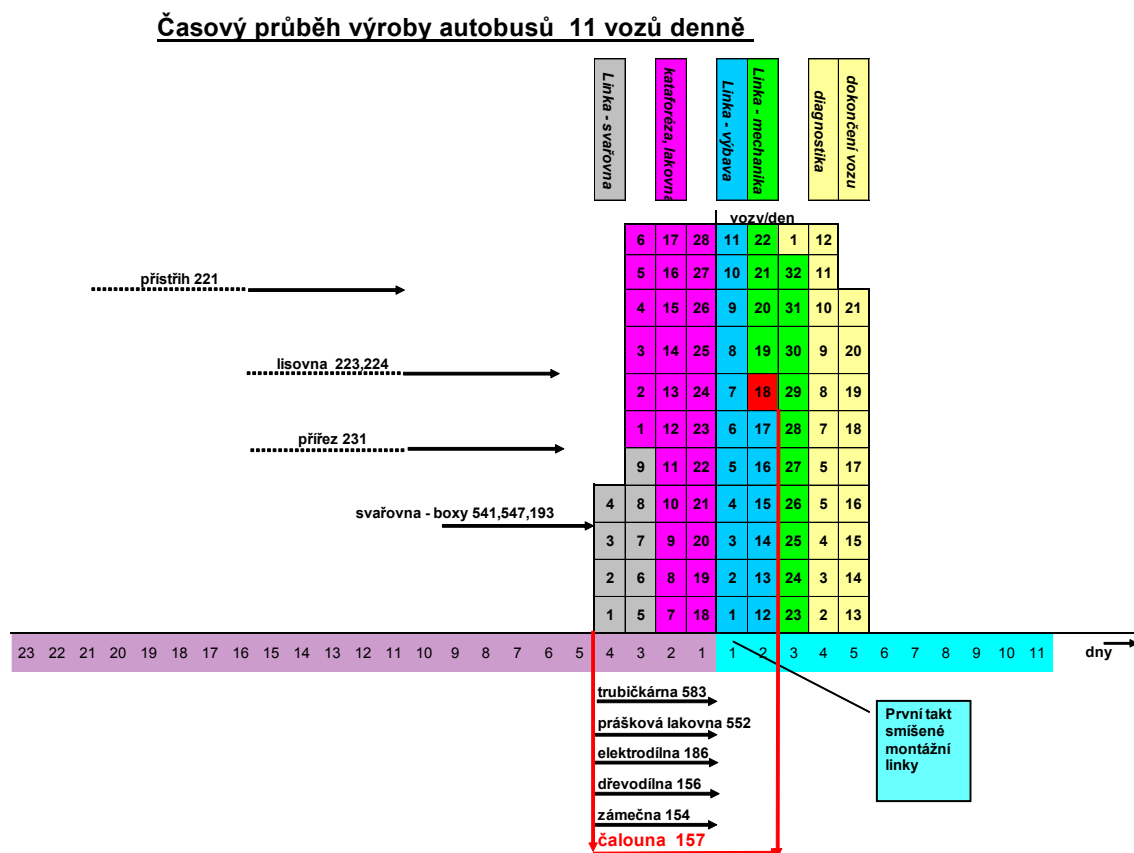 Časový průběh výroby autobusů 11 vozů denně
Linka - svařovna
kataforéza, lakovna
Linka - výbava
Linka - mechanika
diagnostika
dokončení vozu
vozy/den
6 17 28 11 22 1 12
přístřih 221
5 16 27 10 21 32 11
4 15 26 9 20 31 10 21
lisovna 223,224
3 14 25 8 19 30 9 20
2 13 24 7 18 29 8 19
přířez 231
1 12 23 6 17 28 7 18
9 11 22 5 16 27 5 17
svařovna - boxy 541,547,193
4 8 10 21 4 15 26 5 16
3 7 9 20 3 14 25 4 15
2 6 8 19 2 13 24 3 14
1 5 7 18 1 12 23 2 13
23 22 21 20 19 18 17 16 15 14 13 12 11 10 9 8 7 6 5 4 3 2 1 1 2 3 4 5 6 7 8 9 10 11 dny
trubičkárna 583
prášková lakovna 552
elektrodílna 186
dřevodílna 156
zámečna 154
čalouna 157
První takt
smíšené
montážní
linky